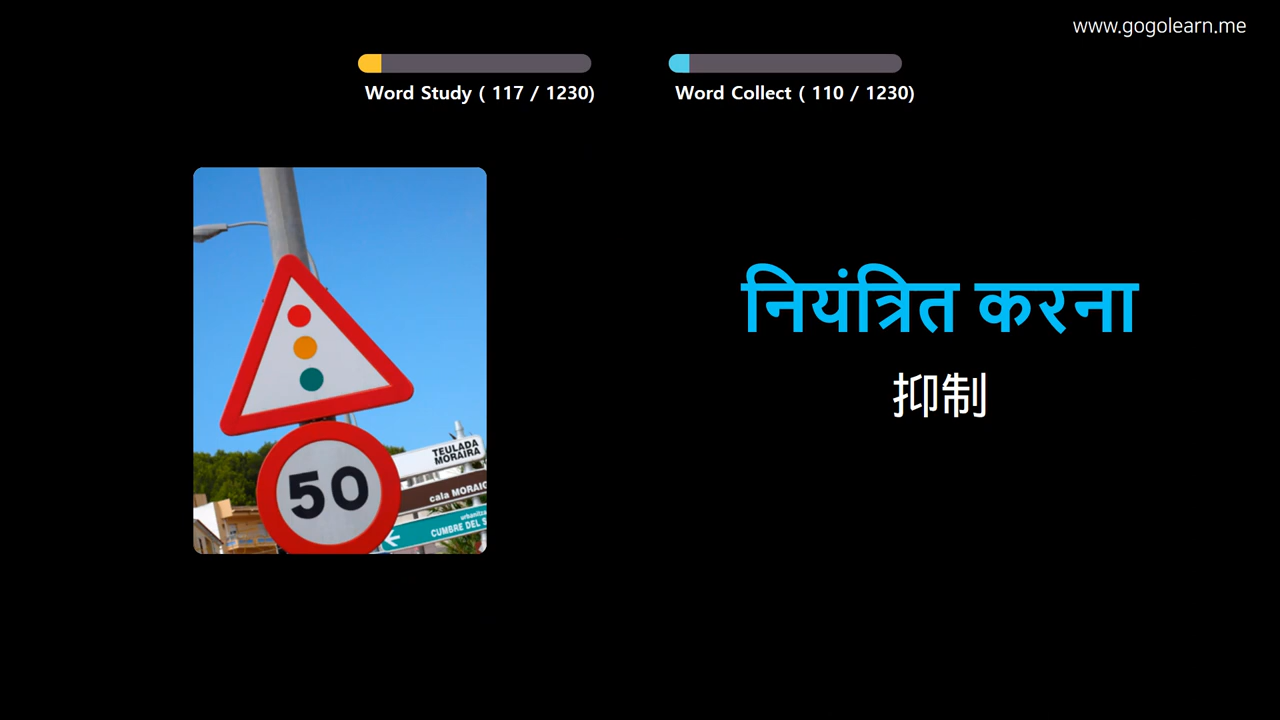 www.gogolearn.me
Word Study ( 117 / 1230)
Word Collect ( 110 / 1230)
नियंत्रित करना
抑制
50
TEULADA
MORAIRA
cala MORAIG
urbanitza
CUMBRE DEL S